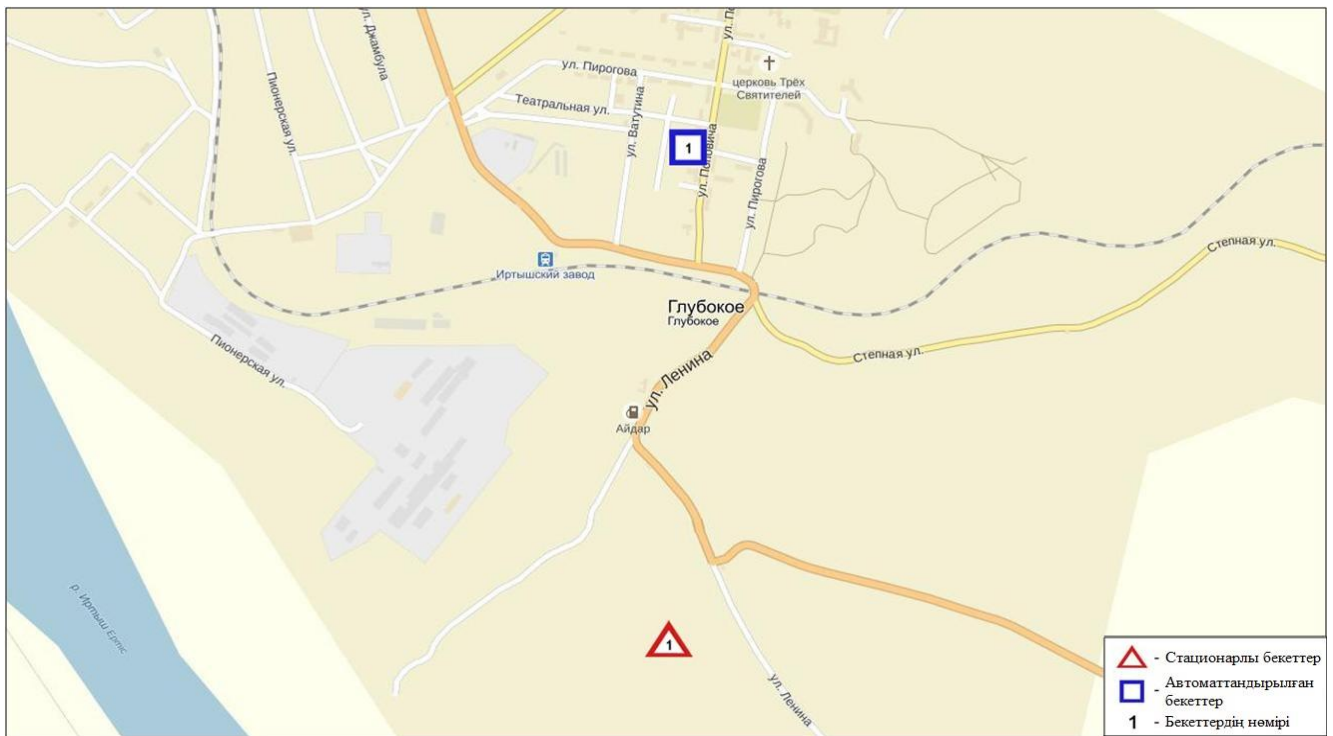 ул. По
ул. Джамбула
Пионерская ул.
ул. Пирогова
церковь Трёх
Святителей
Театральная ул.
ул. Ватутина
1
ул. Поповича
ул. Пирогова
Степная ул.
Иртышский завод
Глубокое
Глубокое
Пионерская ул.
Степная ул.
ул. Ленина
Айдар
р. Иртыш Ертіс
1
ул. Ленина
- Стационарлы бекеттер
- Автоматтандырылған
бекеттер
1 - Бекеттердің нөмірі